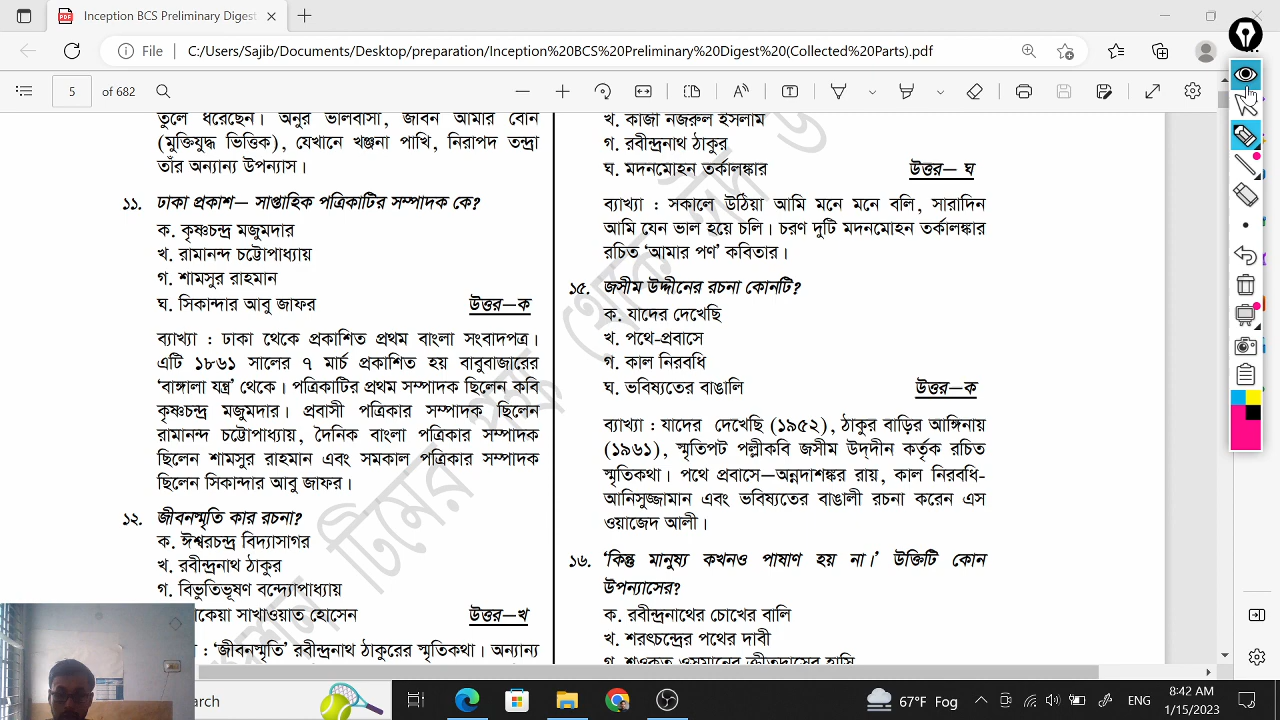 Inception BCS Preliminary Digest
File
C:/Users/Sajib/Documents/Desktop/preparation/Inception%20BCS%20Preliminary%20Digest%20(Collected%20Parts).pdf
5
of 682
তুলে ধরেছেন। অনুর ভালবাসা, জীবন আমার বোন
(মুক্তিযুদ্ধ ভিত্তিক), যেখানে খঞ্জনা পাখি, নিরাপদ তন্দ্রা
তাঁর অন্যান্য উপন্যাস।
১১. ঢাকা প্রকাশ– সাপ্তাহিক পত্রিকাটির সম্পাদক কে?
ক. কৃষ্ণচন্দ্র মজুমদার
খ. রামানন্দ চট্টোপাধ্যায়
গ. শামসুর রাহমান
ঘ. সিকান্দার আবু জাফর উত্তর–ক
ব্যাখ্যা : ঢাকা থেকে প্রকাশিত প্রথম বাংলা সংবাদপত্র।
এটি ১৮৬১ সালের ৭ মার্চ প্রকাশিত হয় বাবুবাজারের
‘বাঙ্গালা যন্ত্র’ থেকে। পত্রিকাটির প্রথম সম্পাদক ছিলেন কবি
কৃষ্ণচন্দ্র মজুমদার। প্রবাসী পত্রিকার সম্পাদক ছিলেন
রামানন্দ চট্টোপাধ্যায়, দৈনিক বাংলা পত্রিকার সম্পাদক
ছিলেন শামসুর রাহমান এবং সমকাল পত্রিকার সম্পাদক
ছিলেন সিকান্দার আবু জাফর।
১২. জীবনস্মৃতি কার রচনা?
ক. ঈশ্বরচন্দ্র বিদ্যাসাগর
খ. রবীন্দ্রনাথ ঠাকুর
গ. বিভুতিভূষণ বন্দ্যোপাধ্যায়
সাখাওয়াত হোসেন উত্তর–খ
: ‘জীবনস্মৃতি’ রবীন্দ্রনাথ ঠাকুরের স্মৃতিকথা। অন্যান্য
খ. কাজী নজরুল ইসলাম
গ. রবীন্দ্রনাথ ঠাকুর
ঘ. মদনমোহন তর্কালঙ্কার উত্তর– ঘ
ব্যাখ্যা : সকালে উঠিয়া আমি মনে মনে বলি, সারাদিন
আমি যেন ভাল হয়ে চলি। চরণ দুটি মদনমোহন তর্কালঙ্কার
রচিত ‘আমার পণ’ কবিতার।
১৫. জসীম উদ্দীনের রচনা কোনটি?
ক. যাদের দেখেছি
খ. পথে-প্রবাসে
গ. কাল নিরবধি
ঘ. ভবিষ্যতের বাঙালি উত্তর–ক
ব্যাখ্যা : যাদের দেখেছি (১৯৫২), ঠাকুর বাড়ির আঙ্গিনায়
(১৯৬১), স্মৃতিপট পল্লীকবি জসীম উদ্‌দীন কর্তৃক রচিত
স্মৃতিকথা। পথে প্রবাসে–অন্নদাশঙ্কর রায়, কাল নিরবধি-
আনিসুজ্জামান এবং ভবিষ্যতের বাঙালী রচনা করেন এস
ওয়াজেদ আলী।
১৬. ‘কিন্তু মানুষ্য কখনও পাষাণ হয় না।’ উক্তিটি কোন
উপন্যাসের?
ক. রবীন্দ্রনাথের চোখের বালি
খ. শরৎচন্দ্রের পথের দাবী
গ. শওকত ওসমানের ক্রীতদাসের হাসি
67°F Fog
ENG
8:42 AM
1/15/2023